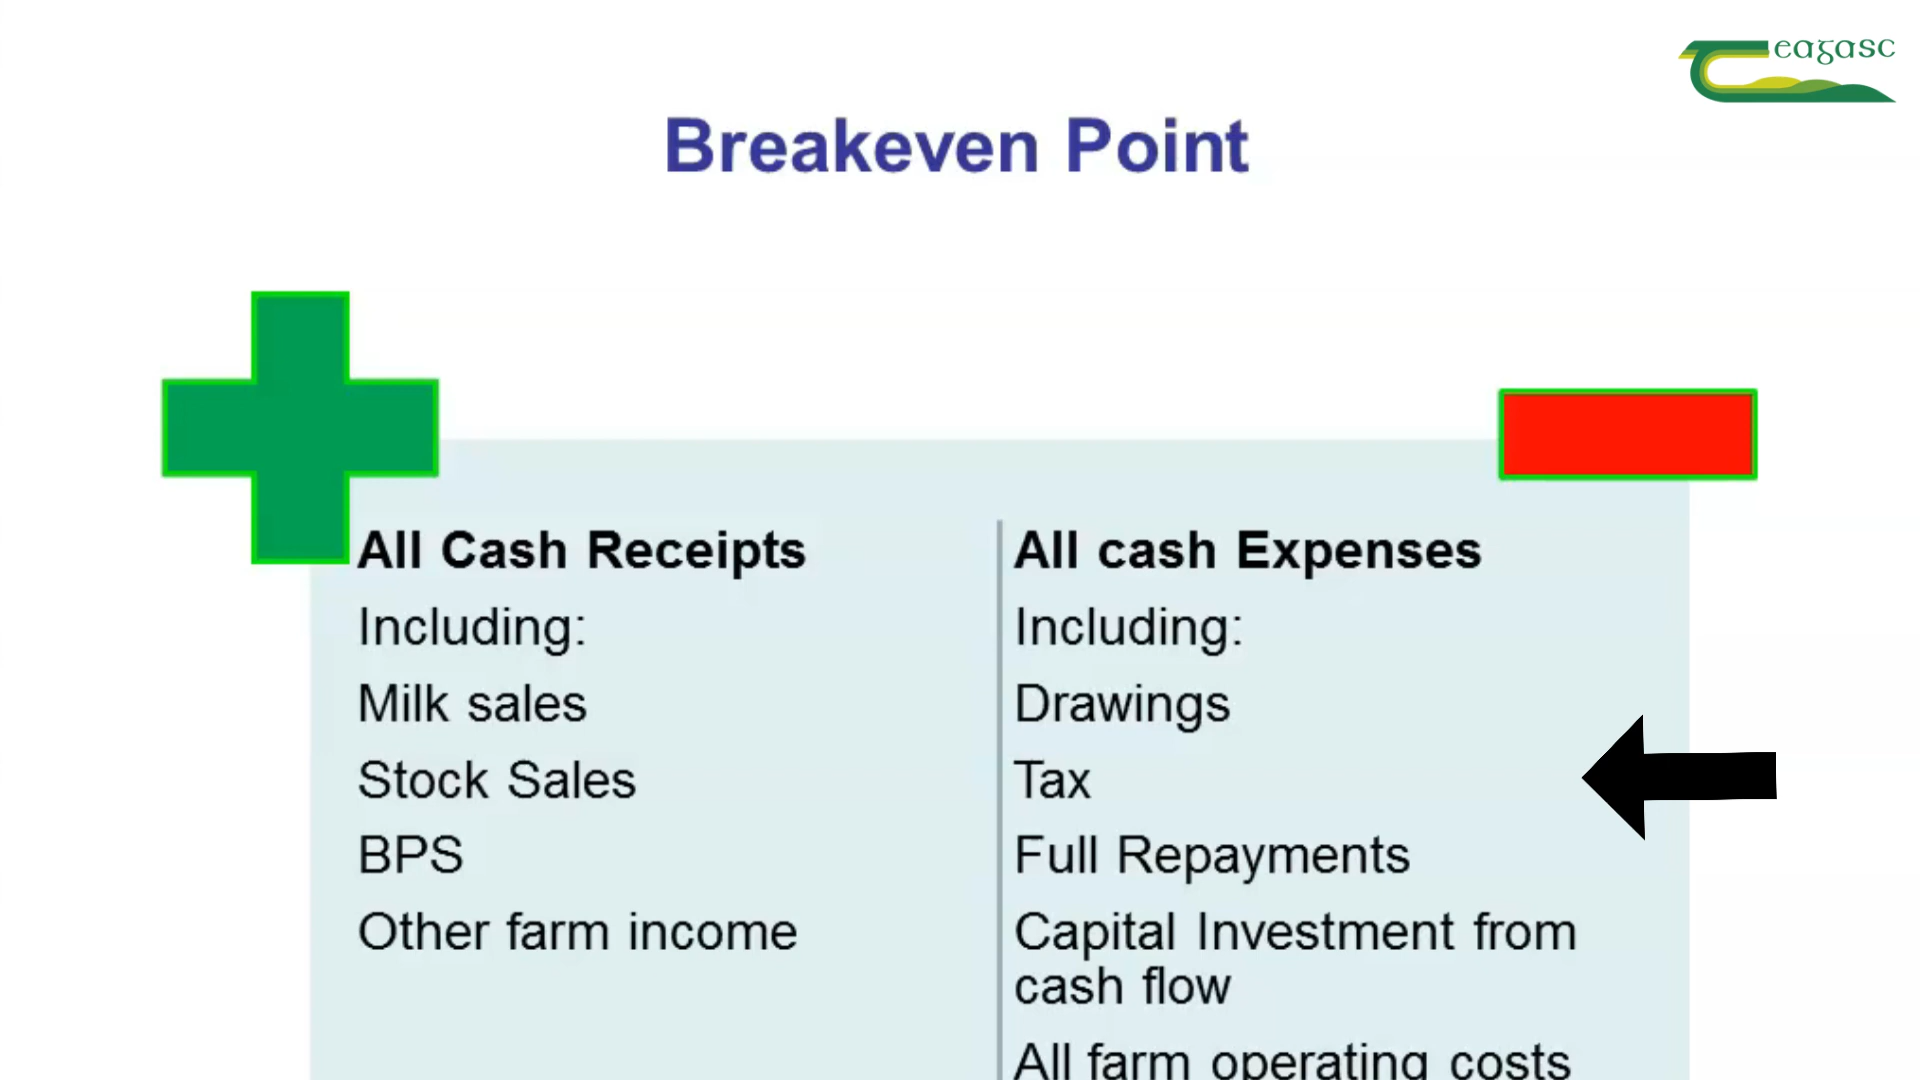 eagasc
Breakeven Point
All Cash Receipts
Including:
Milk sales
Stock Sales
BPS
Other farm income
All cash Expenses
Including:
Drawings
Tax
Full Repayments
Capital Investment from
cash flow
All farm operating costs